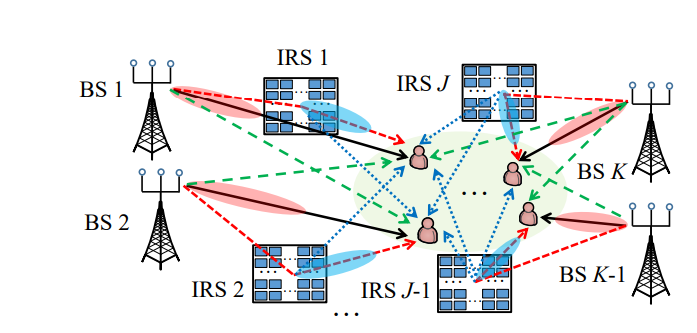 IRS 1
BS 1
IRS J
BS K
...
BS 2
IRS 2
IRS J-1
BS K-1
...